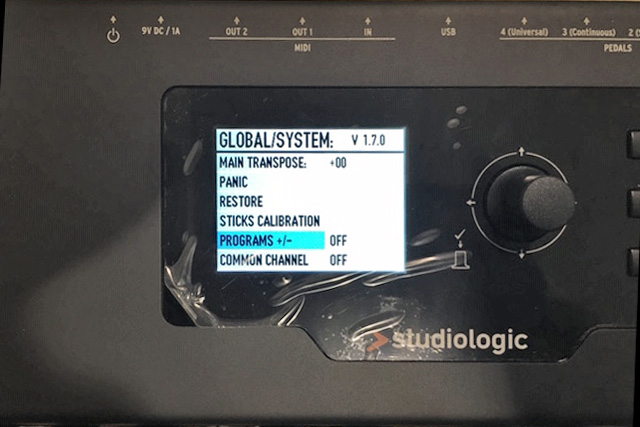 9V DC / 1A
OUT 2
OUT 1
IN
USB
4 (Universal)
3 (Continuous)
MIDI
PEDALS
GLOBAL/SYSTEM: V 1.7.0
MAIN TRANSPOSE: +00
PANIC
RESTORE
STICKS CALIBRATION
PROGRAMS +/- OFF
COMMON CHANNEL OFF
studiologic